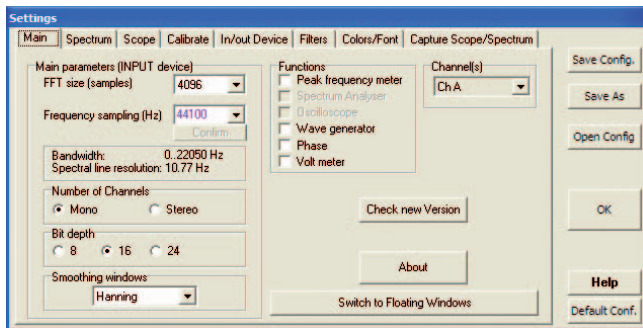 Settings
Main Spectrum Scope Calibrate In/out Device Filters Colors/Font Capture Scope/Spectrum
Main parameters (INPUT device)
FFT size (samples) 4096
Frequency sampling (Hz) 44100
Confirm
Bandwidth: 0..22050 Hz
Spectral line resolution: 10.77 Hz
Number of Channels
Mono Stereo
Bit depth
8 16 24
Smoothing windows
Hanning
Functions
Peak frequency meter
Spectrum Analyser
Oscilloscope
Wave generator
Phase
Volt meter
Channel(s)
Ch A
Check new Version
About
Switch to Floating Windows
Save Config.
Save As
Open Config
OK
Help
Default Conf.